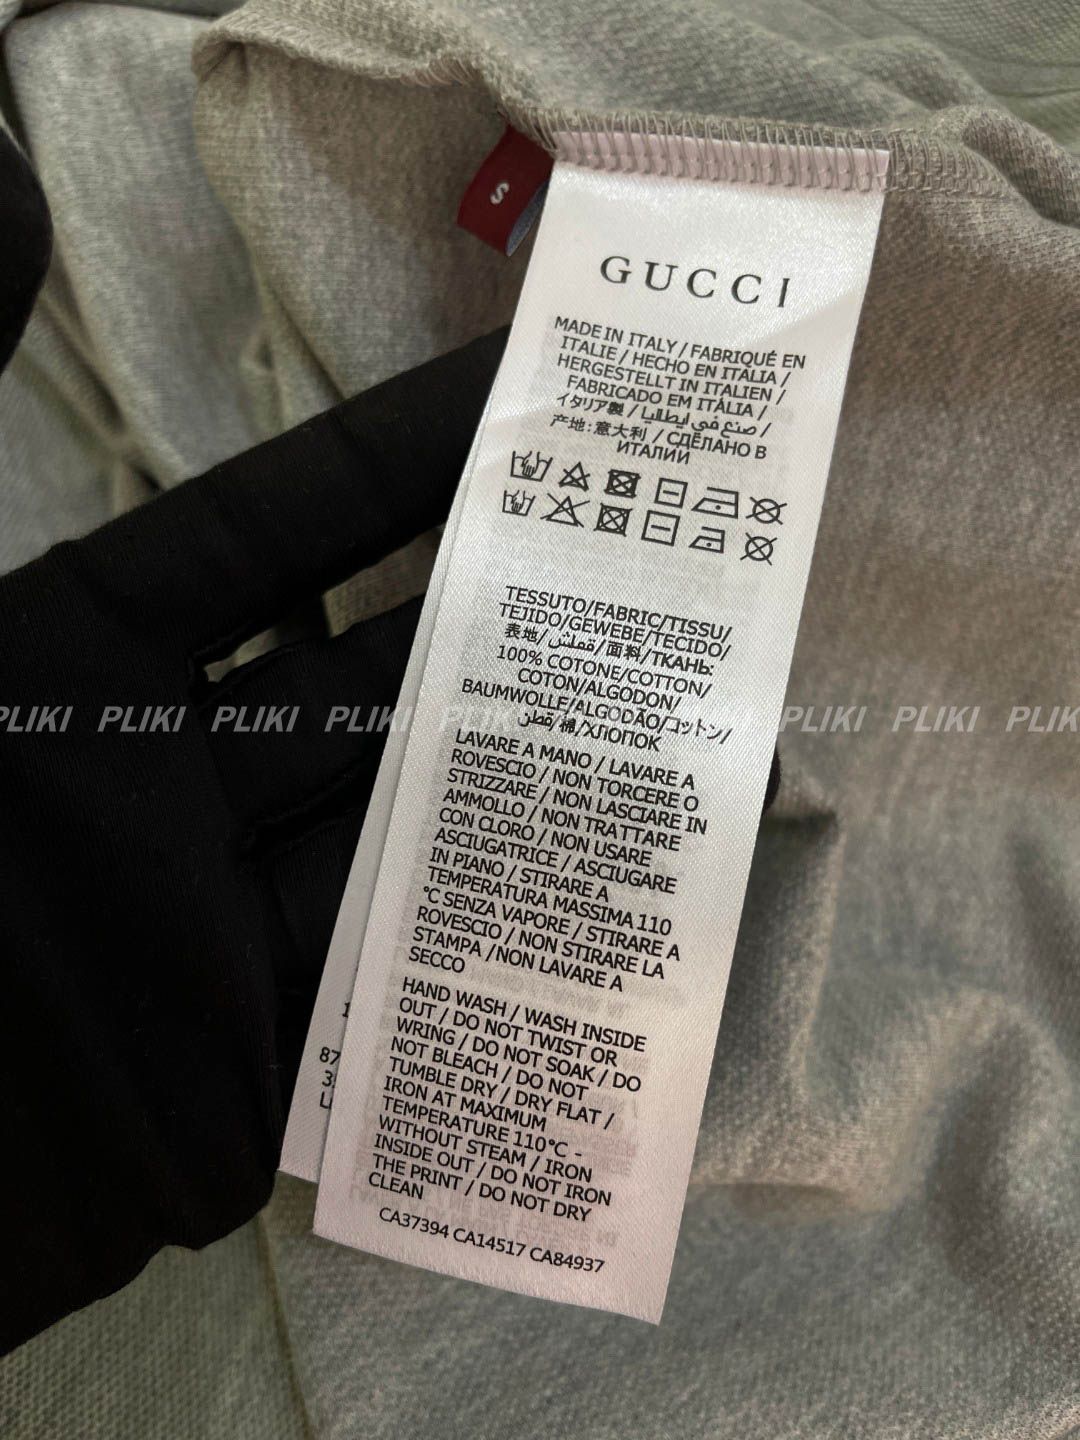 S
GUCCI
MADE IN ITALY / FABRIQUÉ EN
ITALIE / HECHO EN ITALIA /
HERGESTELLT IN ITALIEN /
FABRICADO EM ITÁLIA /
イタリア製 / صنع في ايطاليا /
产地: 意大利 / СДЕЛАНО В
ИТАЛИИ
TESSUTO/FABRIC/TISSU/
TEJIDO/GEWEBE/TECIDO/
表地/قملش/面料/ТКАНЬ:
100% COTONE/COTTON/
COTON/ALGODON/
BAUMWOLLE/ALGODÃO/コットン/
قطن/棉/ХЛОПОК
PLIKI PLIKI PLIKI PLIKI PLIKI PLIKI PLIKI PLIKI
LAVARE A MANO / LAVARE A
ROVESCIO / NON TORCERE O
STRIZZARE / NON LASCIARE IN
AMMOLLO / NON TRATTARE
CON CLORO / NON USARE
ASCIUGATRICE / ASCIUGARE
IN PIANO / STIRARE A
TEMPERATURA MASSIMA 110
°C SENZA VAPORE / STIRARE A
ROVESCIO / NON STIRARE LA
STAMPA /NON LAVARE A
SECCO
HAND WASH / WASH INSIDE
OUT / DO NOT TWIST OR
WRING / DO NOT SOAK / DO
NOT BLEACH / DO NOT
TUMBLE DRY / DRY FLAT /
IRON AT MAXIMUM
TEMPERATURE 110°C -
WITHOUT STEAM / IRON
INSIDE OUT / DO NOT IRON
THE PRINT / DO NOT DRY
CLEAN
CA37394 CA14517 CA84937
87